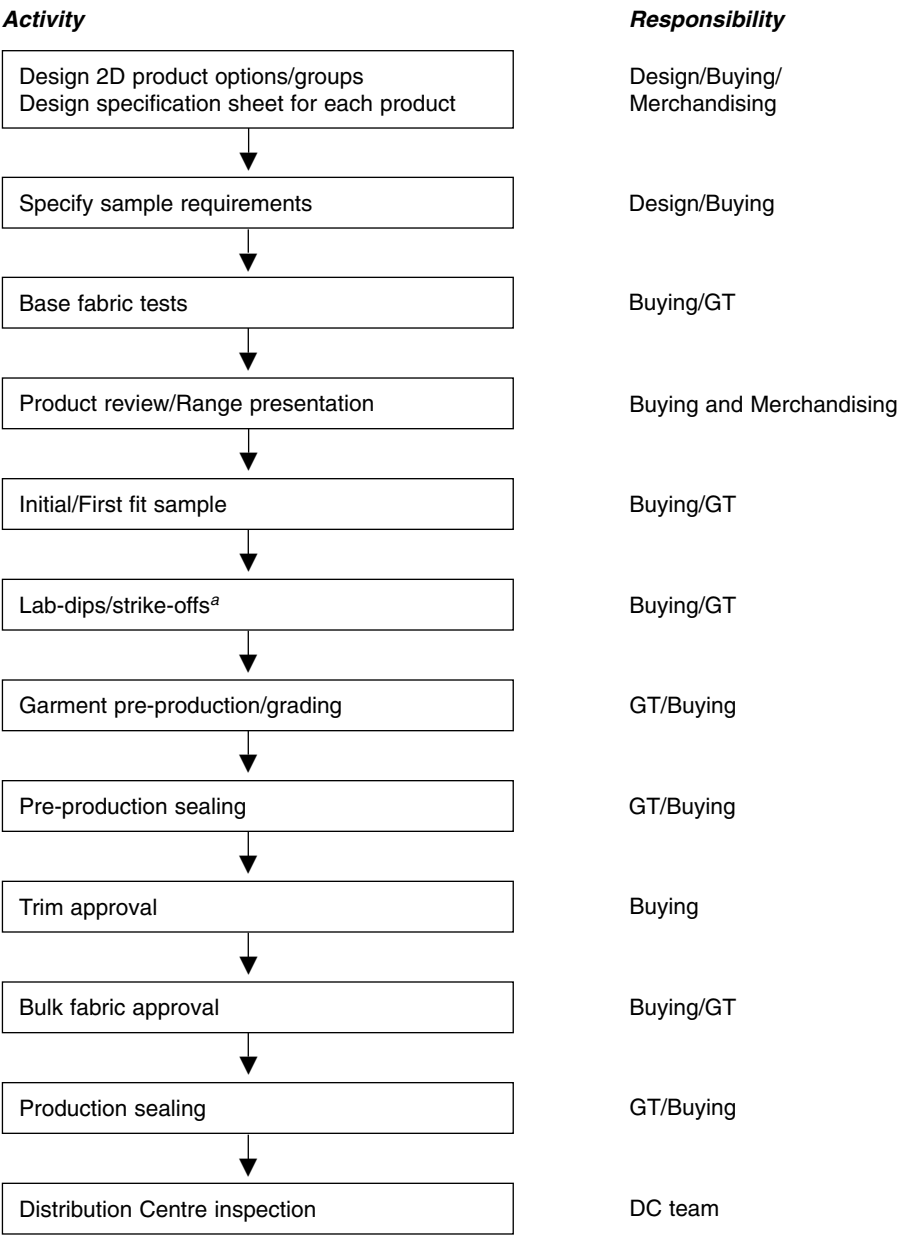 Activity Responsibility
Design 2D product options/groups Design/Buying/
Design specification sheet for each product Merchandising
Specify sample requirements Design/Buying
Base fabric tests Buying/GT
Product review/Range presentation Buying and Merchandising
Initial/First fit sample Buying/GT
Lab-dips/strike-offsᵃ Buying/GT
Garment pre-production/grading GT/Buying
Pre-production sealing GT/Buying
Trim approval Buying
Bulk fabric approval Buying/GT
Production sealing GT/Buying
Distribution Centre inspection DC team